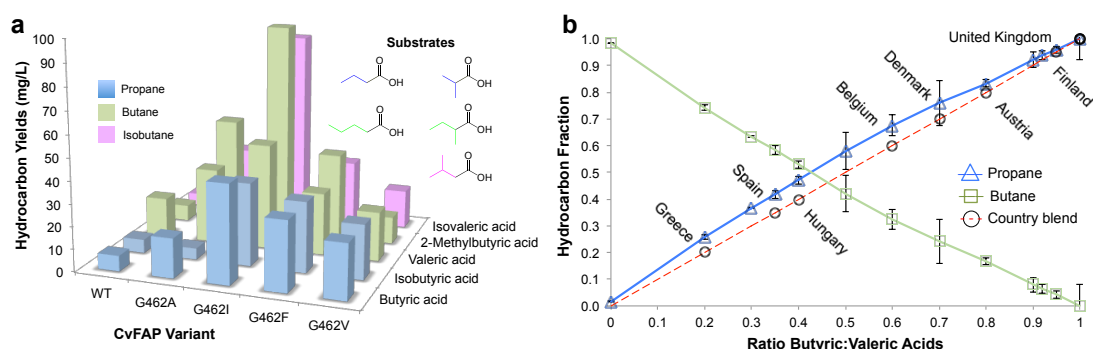 a
Hydrocarbon Yields (mg/L)
100
90
80
70
60
50
40
30
20
10
0
Propane
Butane
Isobutane
Substrates
O
OH
O
OH
O
OH
O
OH
O
OH
WT
G462A
G462I
G462F
G462V
CvFAP Variant
Isovaleric acid
2-Methylbutyric acid
Valeric acid
Isobutyric acid
Butyric acid
b
Hydrocarbon Fraction
1.0
0.9
0.8
0.7
0.6
0.5
0.4
0.3
0.2
0.1
0.0
Greece
Spain
Hungary
Belgium
Denmark
Austria
United Kingdom
Finland
Propane
Butane
Country blend
0 0.1 0.2 0.3 0.4 0.5 0.6 0.7 0.8 0.9 1
Ratio Butyric:Valeric Acids